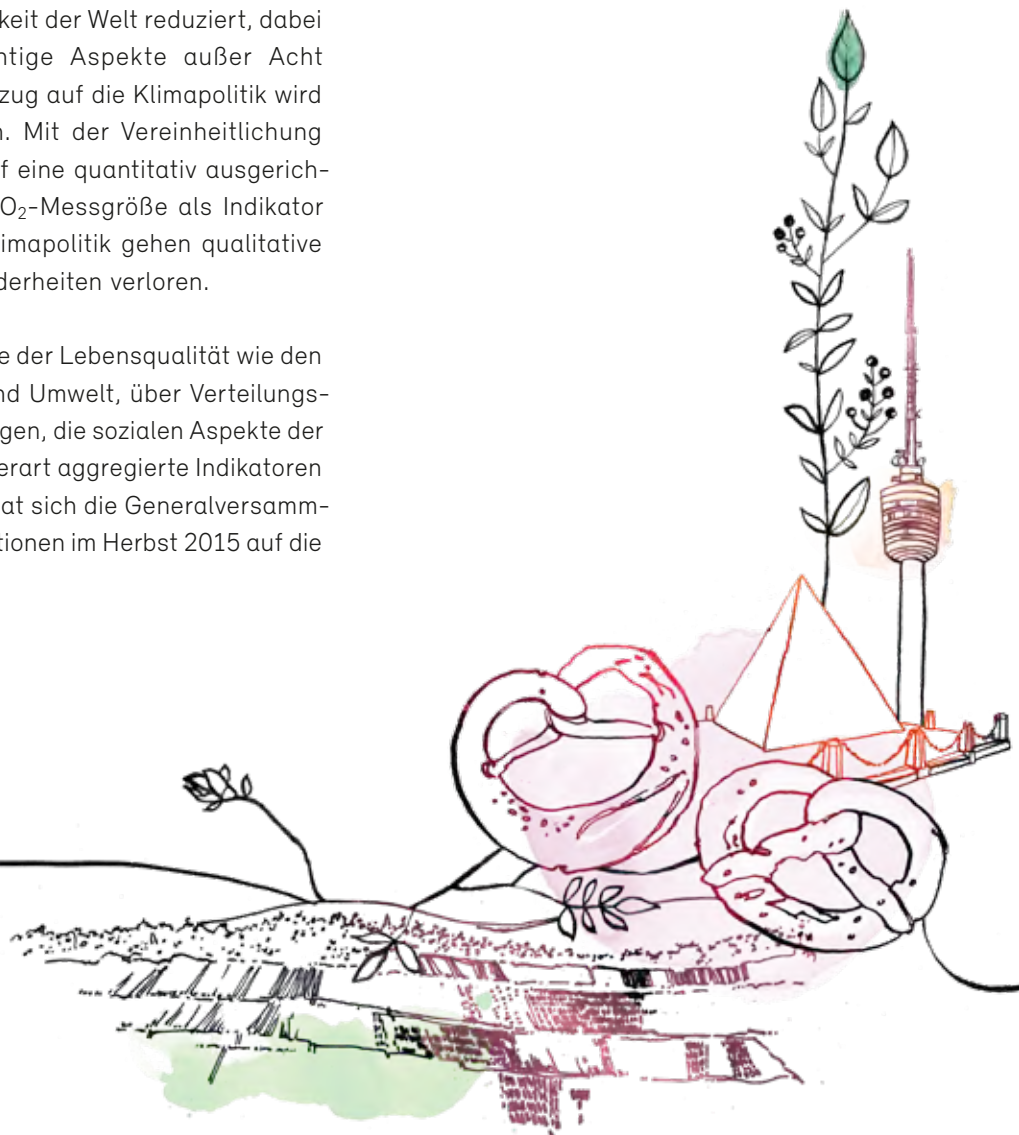 keit der Welt reduziert, dabei
htige Aspekte außer Acht
zug auf die Klimapolitik wird
n. Mit der Vereinheitlichung
f eine quantitativ ausgerich-
O₂-Messgröße als Indikator
limapolitik gehen qualitative
derheiten verloren.
e der Lebensqualität wie den
nd Umwelt, über Verteilungs-
gen, die sozialen Aspekte der
erart aggregierte Indikatoren
at sich die Generalversamm-
tionen im Herbst 2015 auf die